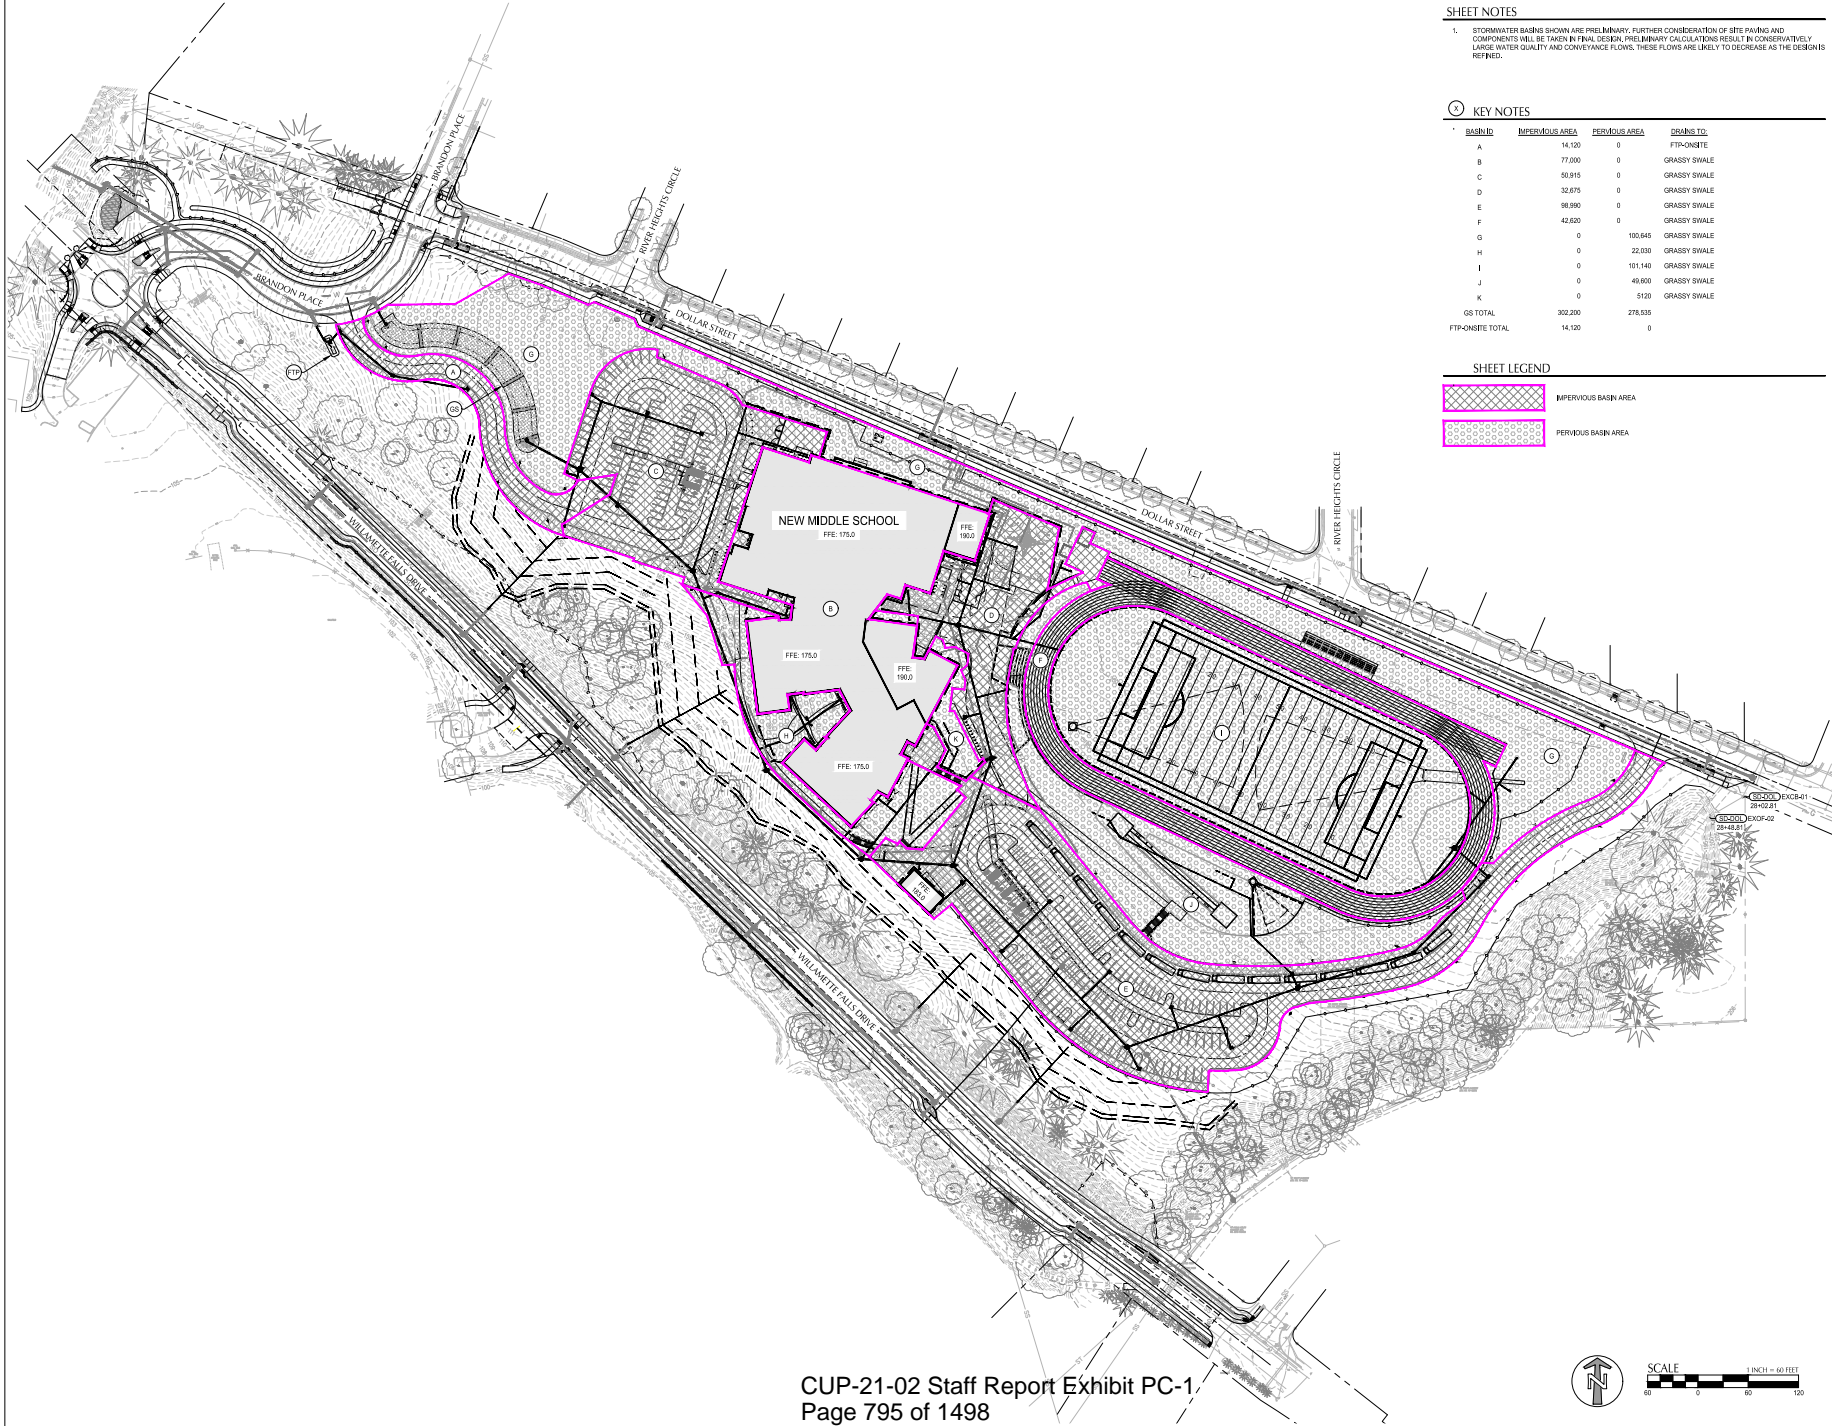 SHEET NOTES
1. STORMWATER BASINS SHOWN ARE PRELIMINARY. FURTHER CONSIDERATION OF SITE PAVING AND
COMPONENTS WILL BE TAKEN IN FINAL DESIGN. PRELIMINARY CALCULATIONS RESULT IN CONSERVATIVELY
LARGE WATER QUALITY AND CONVEYANCE FLOWS. THESE FLOWS ARE LIKELY TO DECREASE AS THE DESIGN IS
REFINED.
X KEY NOTES
BASIN ID IMPERVIOUS AREA PERVIOUS AREA DRAINS TO:
A 14,120 0 FTP-ONSITE
B 77,000 0 GRASSY SWALE
C 50,915 0 GRASSY SWALE
D 32,675 0 GRASSY SWALE
E 98,990 0 GRASSY SWALE
F 42,620 0 GRASSY SWALE
G 0 100,645 GRASSY SWALE
H 0 22,030 GRASSY SWALE
I 0 101,140 GRASSY SWALE
J 0 49,600 GRASSY SWALE
K 0 5120 GRASSY SWALE
GS TOTAL 302,200 278,535
FTP-ONSITE TOTAL 14,120 0
SHEET LEGEND
IMPERVIOUS BASIN AREA
PERVIOUS BASIN AREA
BRANDON PLACE
RIVER HEIGHTS CIRCLE
BRANDON PLACE
DOLLAR STREET
FTP
A
G
GS
C
G
NEW MIDDLE SCHOOL
FFE: 175.0
FFE:
190.0
DOLLAR STREET
RIVER HEIGHTS CIRCLE
WILLAMETTE FALLS DRIVE
B
D
FFE: 175.0
FFE:
190.0
F
H
K
I
G
FFE: 175.0
SD-DOL EXCB-01
28+02.81
SD-DOL EXOF-02
28+48.81
FFE:
183.0
J
E
WILLAMETTE FALLS DRIVE
N
SCALE 1 INCH = 60 FEET
60 0 60 120
CUP-21-02 Staff Report Exhibit PC-1
Page 795 of 1498